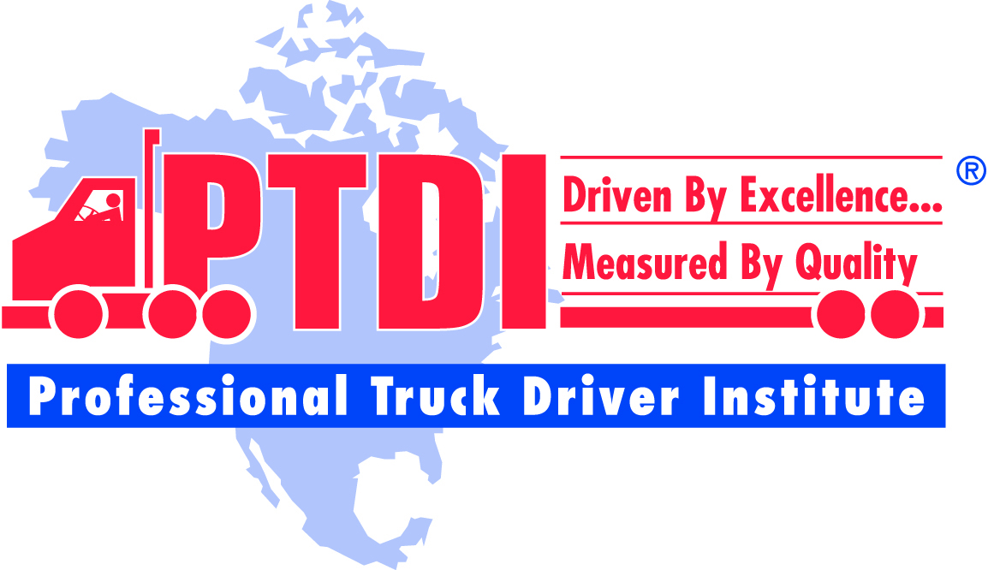 PTDI
Driven By Excellence...
Measured By Quality
®
Professional Truck Driver Institute